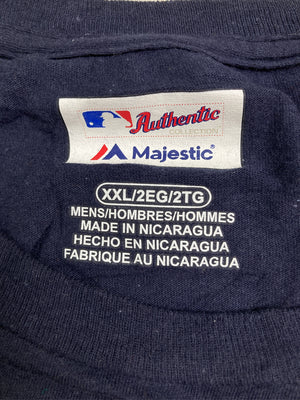 Authentic
COLLECTION
Majestic®
XXL/2EG/2TG
MENS/HOMBRES/HOMMES
MADE IN NICARAGUA
HECHO EN NICARAGUA
FABRIQUE AU NICARAGUA